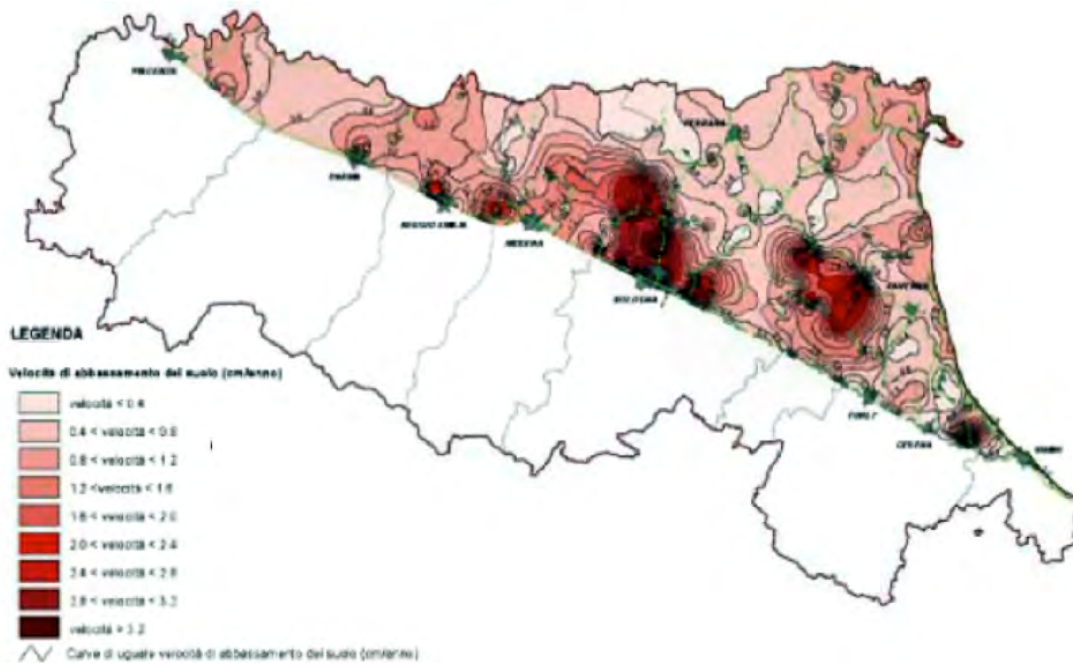 PIACENZA
FERRARA
PARMA
REGGIO EMILIA
MODENA
BOLOGNA
RAVENNA
FORLI'
CESENA
RIMINI
LEGENDA
Velocità di abbassamento del suolo (cm/anno)
velocità < 0.4
0.4 < velocità < 0.8
0.8 < velocità < 1.2
1.2 < velocità < 1.6
1.6 < velocità < 2.0
2.0 < velocità < 2.4
2.4 < velocità < 2.8
2.8 < velocità < 3.2
velocità > 3.2
Curve di uguale velocità di abbassamento del suolo (cm/anno)